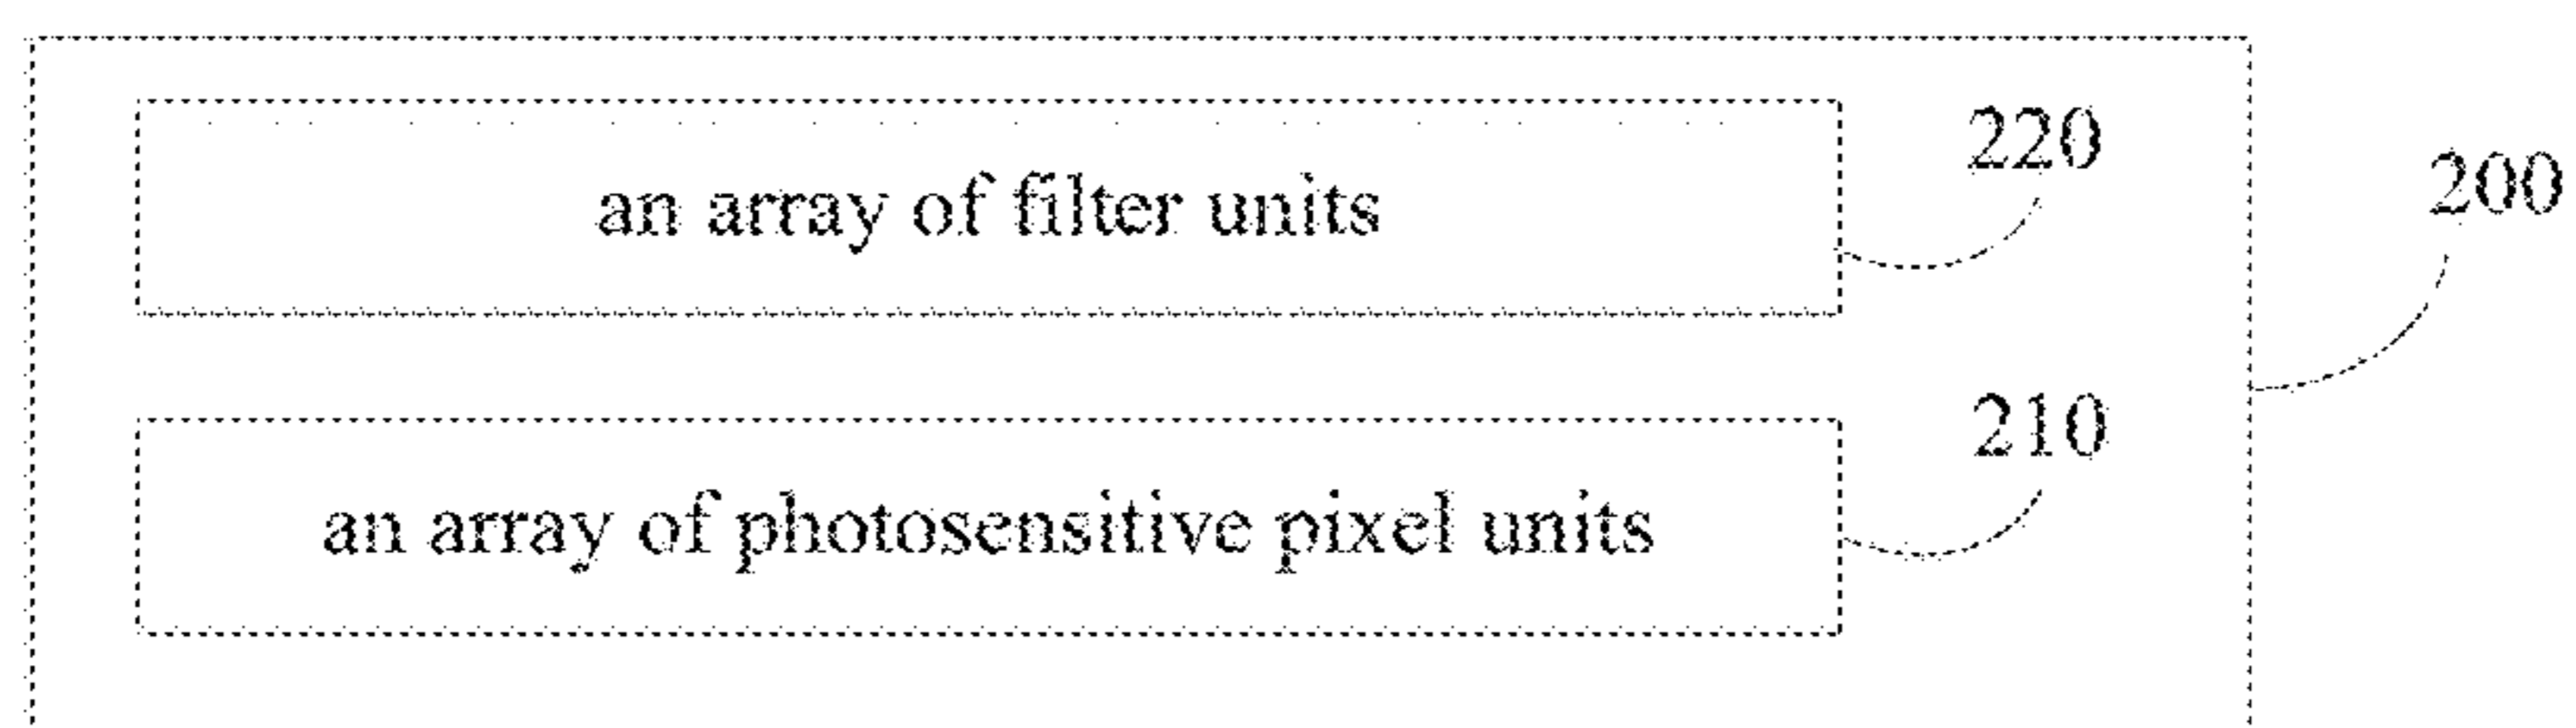 220
an array of filter units
200
210
an array of photosensitive pixel units